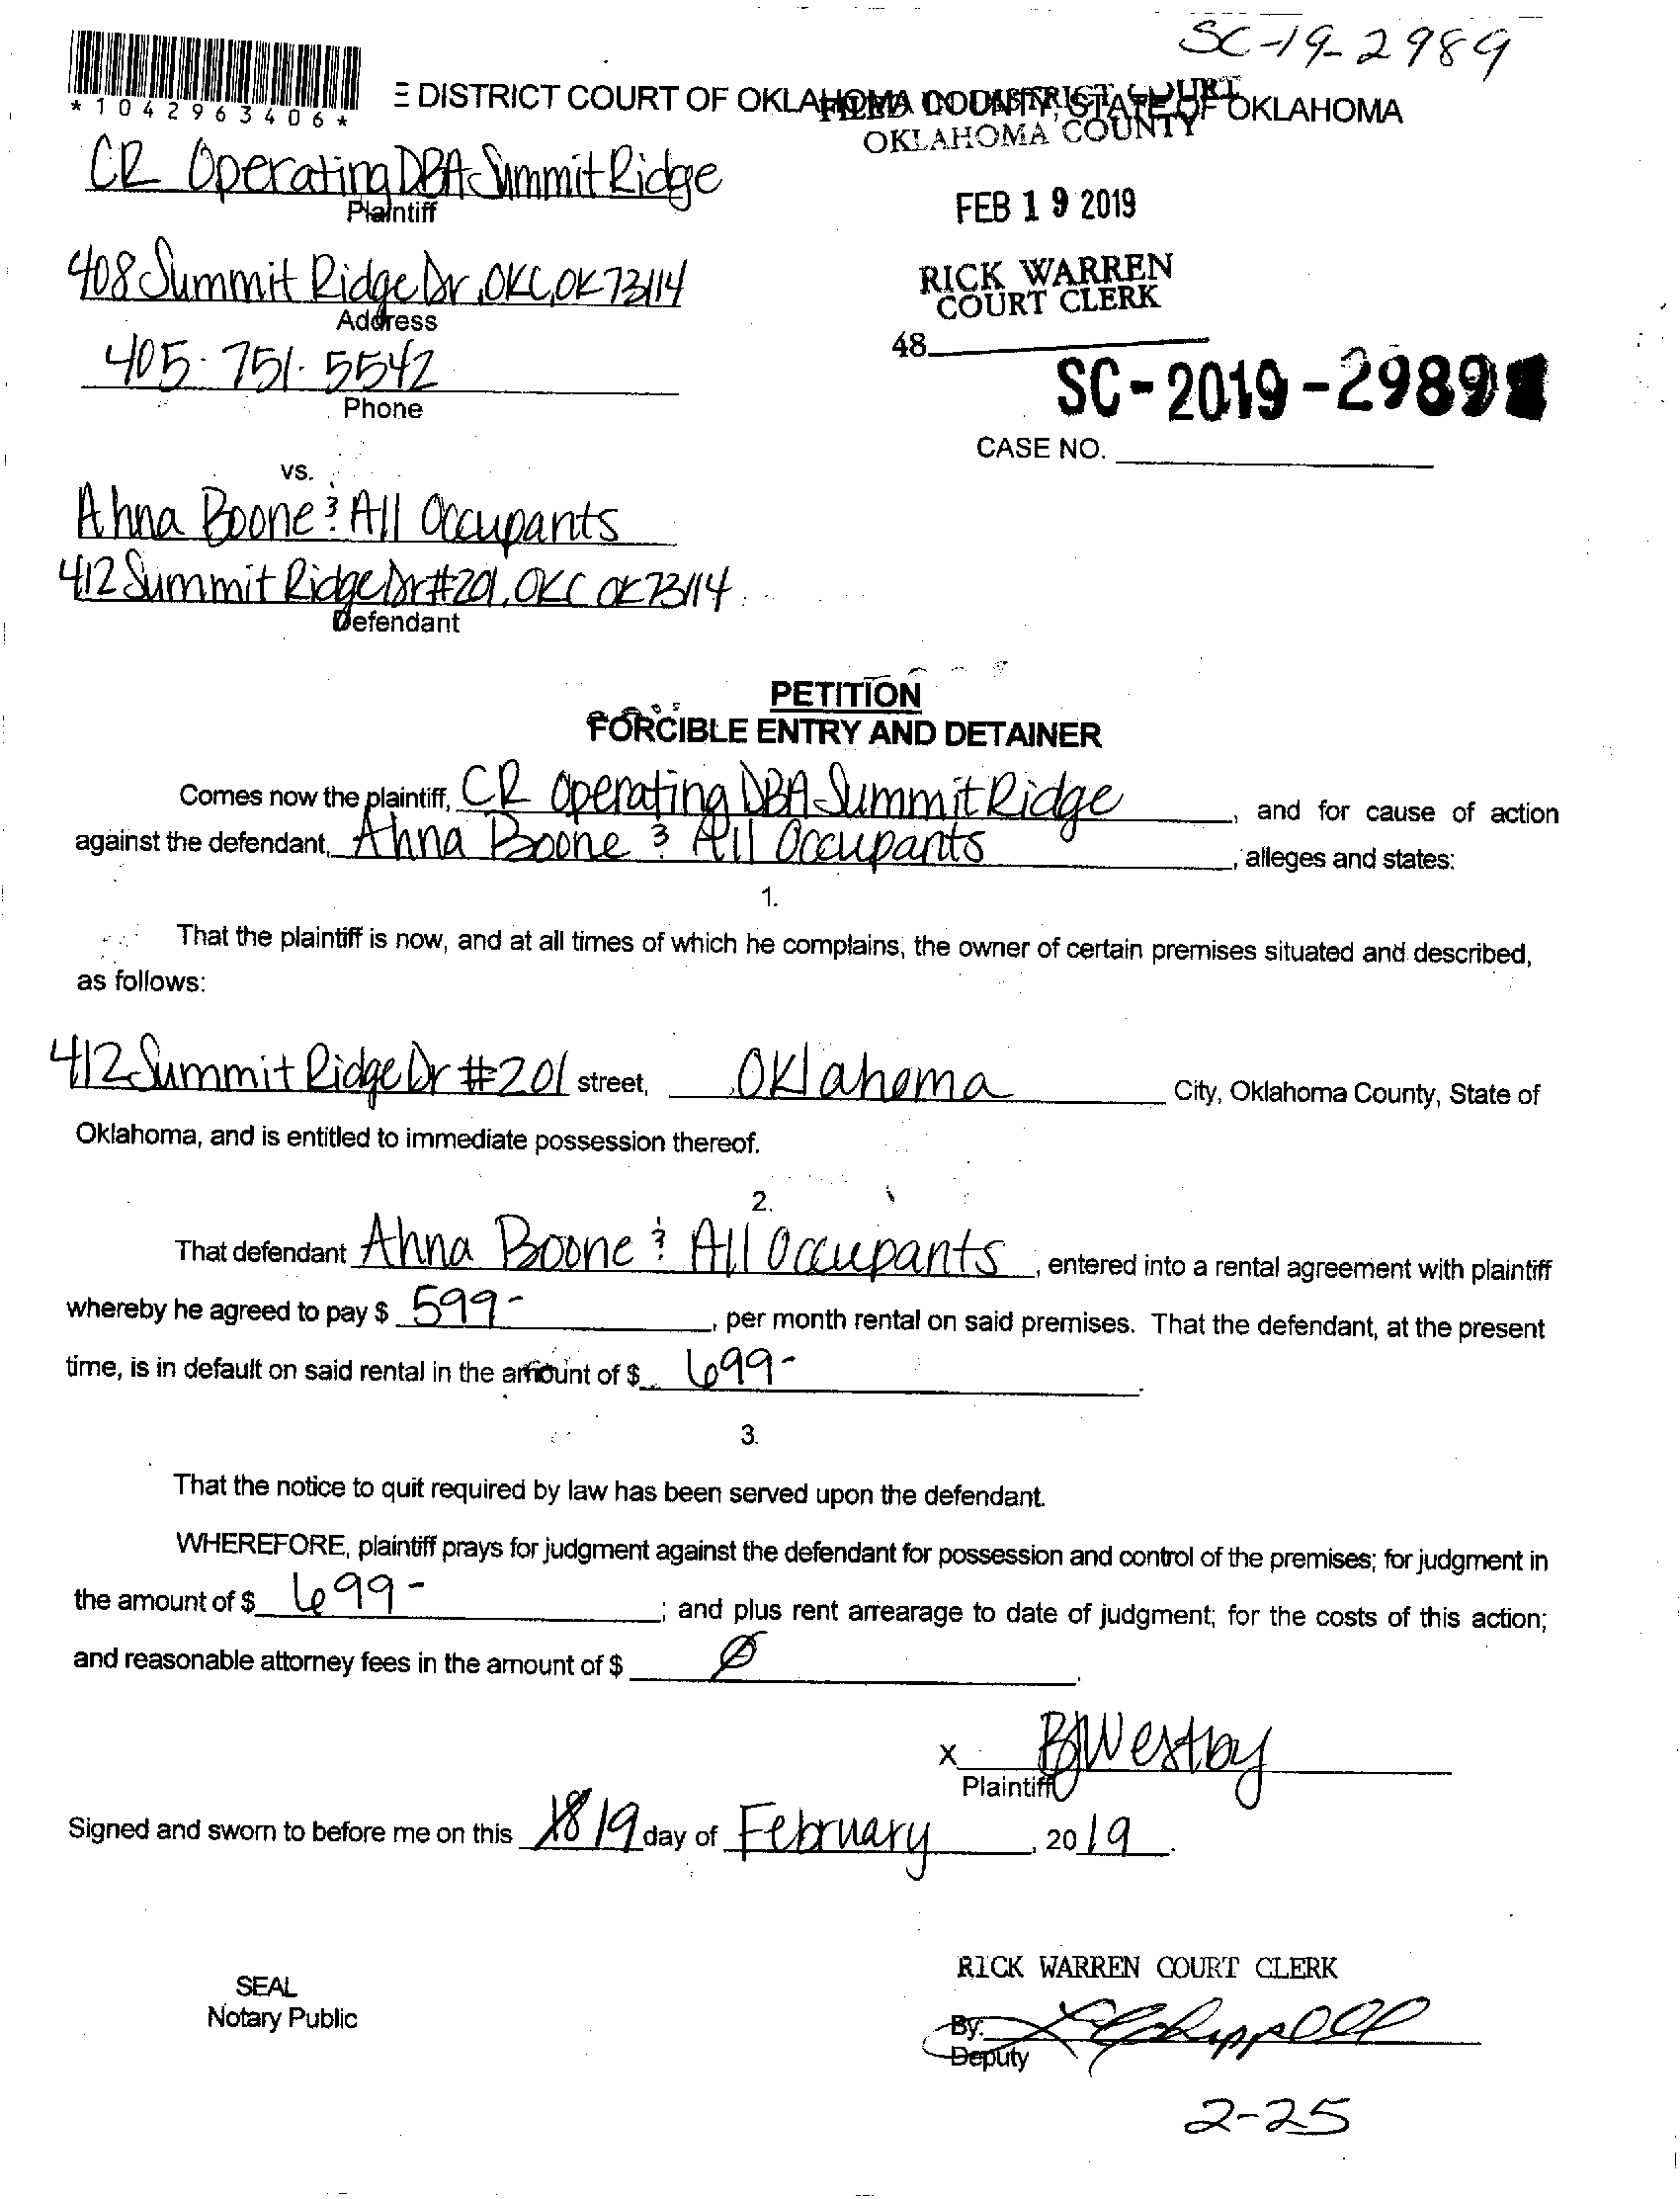 SC-19-2989
*1042963406*
E DISTRICT COURT OF OKLAHOMA COUNTY, STATE OF OKLAHOMA
FILED IN DISTRICT COURT
OKLAHOMA COUNTY
CR Operating DBA Summit Ridge
Plaintiff
FEB 19 2019
408 Summit Ridge Dr, OKC, OK 73114
Address
RICK WARREN
COURT CLERK
405-751-5542
Phone
48
SC-2019-2989
CASE NO.
vs.
Ahna Boone & All Occupants
412 Summit Ridge Dr #201, OKC OK 73114
Defendant
PETITION
FORCIBLE ENTRY AND DETAINER
Comes now the plaintiff, CR Operating DBA Summit Ridge, and for cause of action
against the defendant, Ahna Boone & All Occupants, alleges and states:
1.
That the plaintiff is now, and at all times of which he complains, the owner of certain premises situated and described,
as follows:
412 Summit Ridge Dr #201 street, Oklahoma City, Oklahoma County, State of
Oklahoma, and is entitled to immediate possession thereof.
2.
That defendant Ahna Boone & All Occupants, entered into a rental agreement with plaintiff
whereby he agreed to pay $ 599-, per month rental on said premises. That the defendant, at the present
time, is in default on said rental in the amount of $ 699-.
3.
That the notice to quit required by law has been served upon the defendant.
WHEREFORE, plaintiff prays for judgment against the defendant for possession and control of the premises; for judgment in
the amount of $ 699-; and plus rent arrearage to date of judgment; for the costs of this action;
and reasonable attorney fees in the amount of $ Ø.
X BJWestby
Plaintiff
Signed and sworn to before me on this 18 19 day of February, 2019.
SEAL
Notary Public
RICK WARREN COURT CLERK
By:
Deputy
2-25